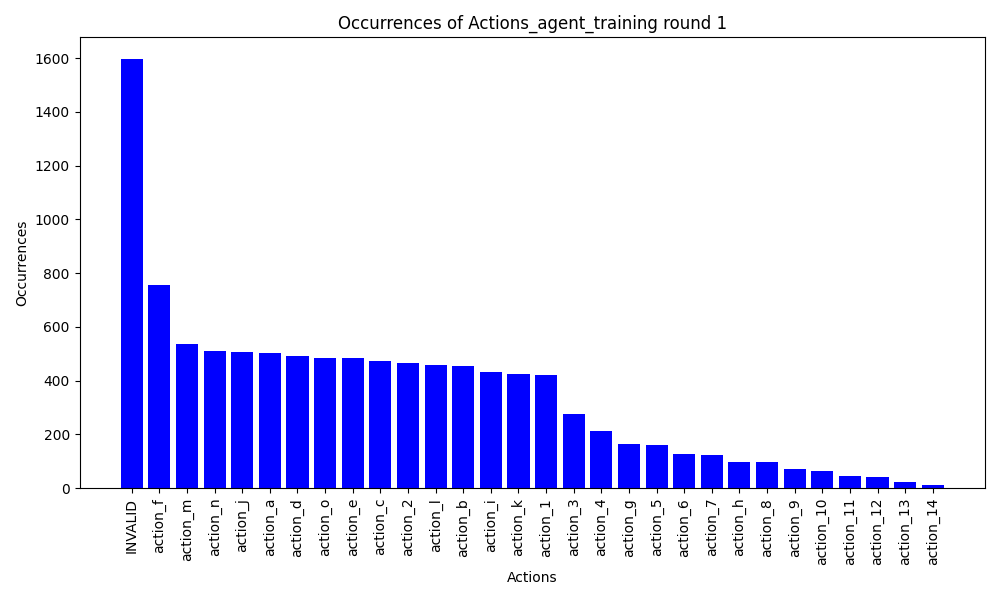 Occurrences of Actions_agent_training round 1
Occurrences
1600
1400
1200
1000
800
600
400
200
0
INVALID
action_f
action_m
action_n
action_j
action_a
action_d
action_o
action_e
action_c
action_2
action_l
action_b
action_i
action_k
action_1
action_3
action_4
action_g
action_5
action_6
action_7
action_h
action_8
action_9
action_10
action_11
action_12
action_13
action_14
Actions